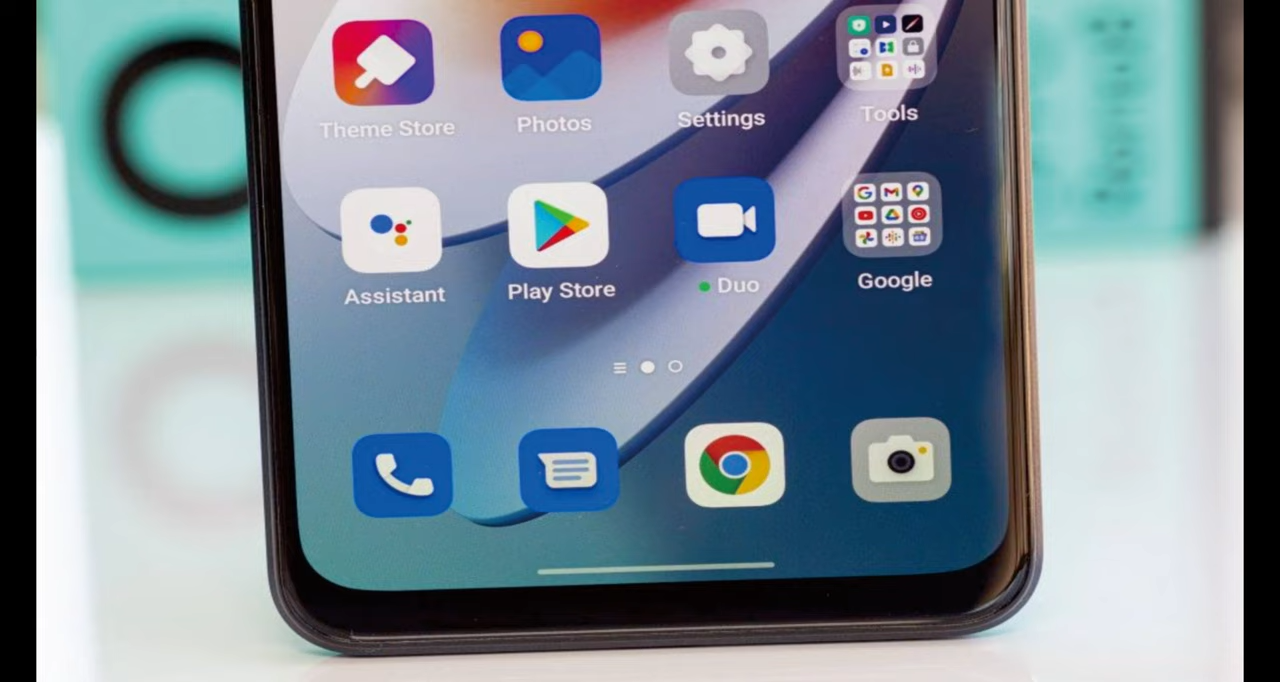 Theme Store
Photos
Settings
Tools
Assistant
Play Store
Duo
Google